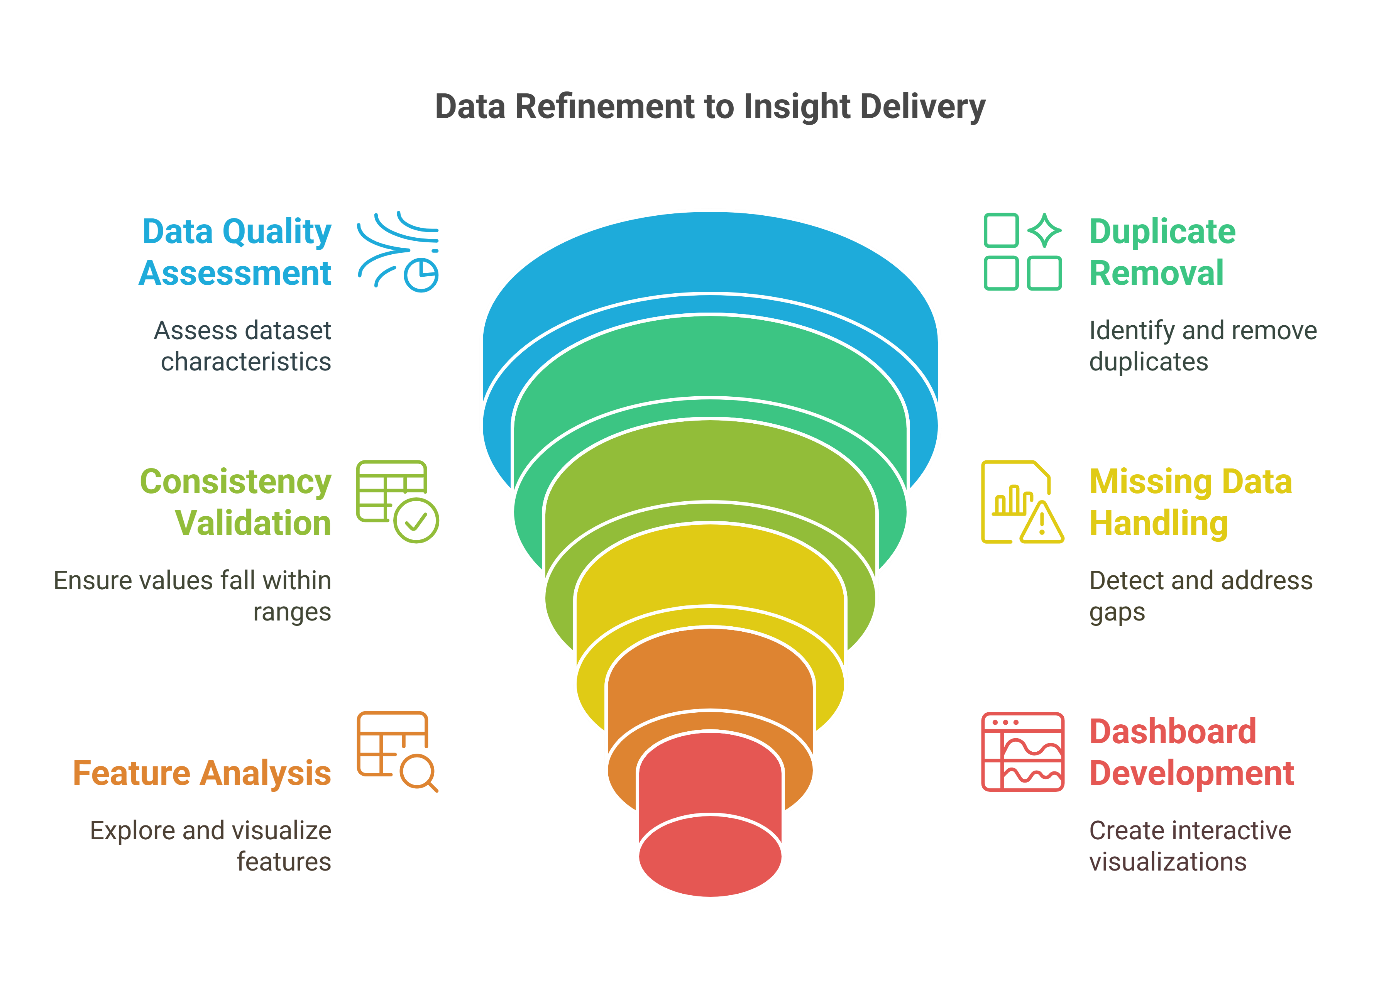 Data Refinement to Insight Delivery
Data Quality
Assessment
Assess dataset
characteristics
Duplicate
Removal
Identify and remove
duplicates
Consistency
Validation
Ensure values fall within
ranges
Missing Data
Handling
Detect and address
gaps
Feature Analysis
Explore and visualize
features
Dashboard
Development
Create interactive
visualizations